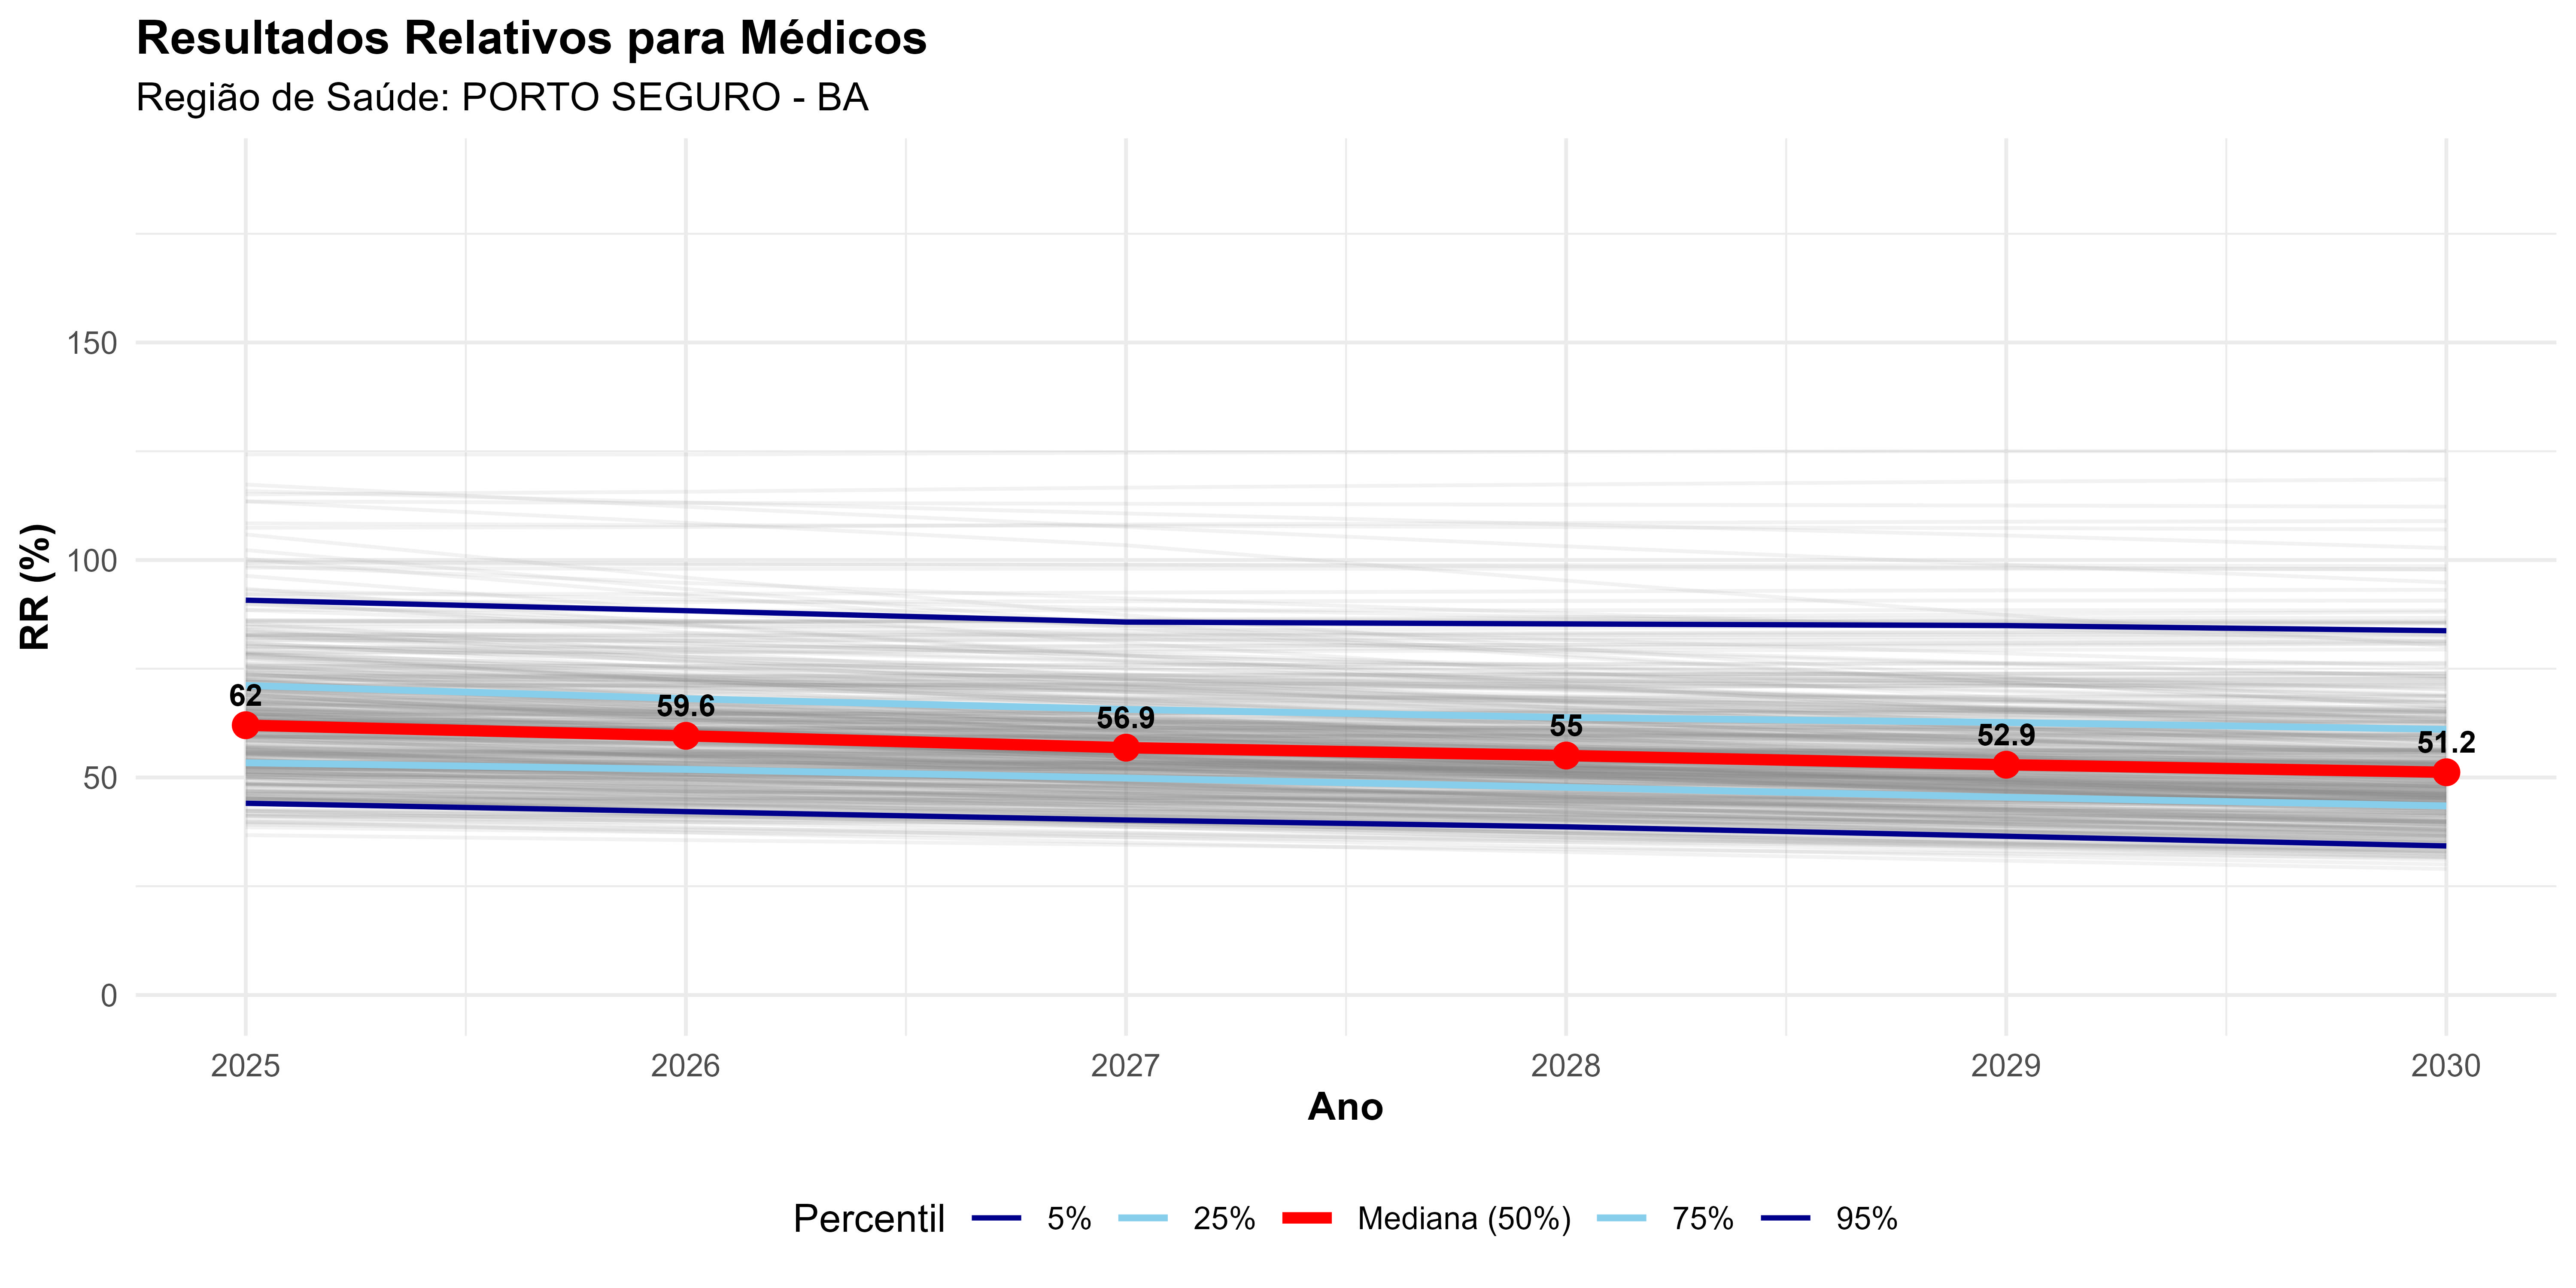 Resultados Relativos para Médicos
Região de Saúde: PORTO SEGURO - BA
RR (%)
150
100
50
0
62
59.6
56.9
55
52.9
51.2
2025 2026 2027 2028 2029 2030
Ano
Percentil 5% 25% Mediana (50%) 75% 95%